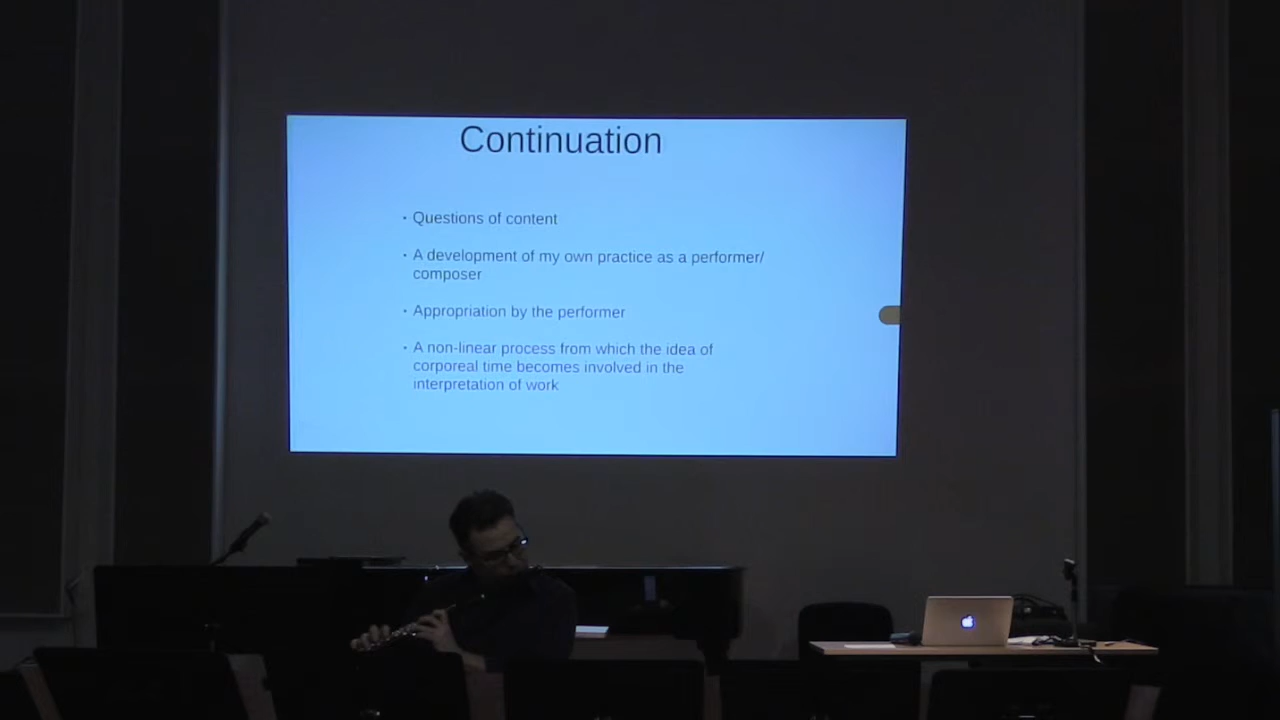 Continuation
· Questions of content
· A development of my own practice as a performer/
composer
· Appropriation by the performer
· A non-linear process from which the idea of
corporeal time becomes involved in the
interpretation of work